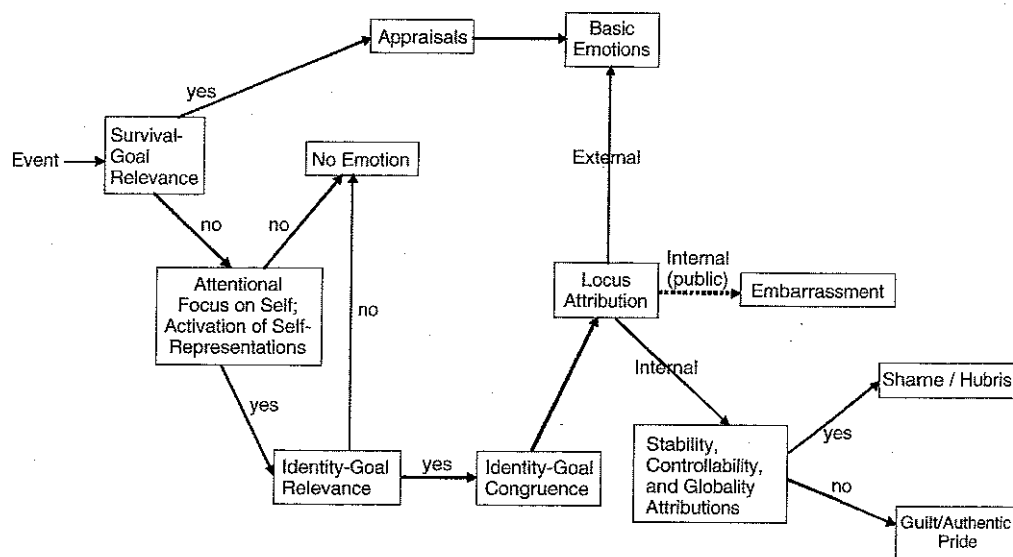 Appraisals
Basic
Emotions
yes
Survival-
Goal
Relevance
Event
No Emotion
External
no
no
Attentional
Focus on Self;
Activation of Self-
Representations
no
Locus
Attribution
Internal
(public)
Embarrassment
yes
Internal
Shame / Hubris
yes
Stability,
Controllability,
and Globality
Attributions
Identity-Goal
Relevance
yes
Identity-Goal
Congruence
no
Guilt/Authentic
Pride